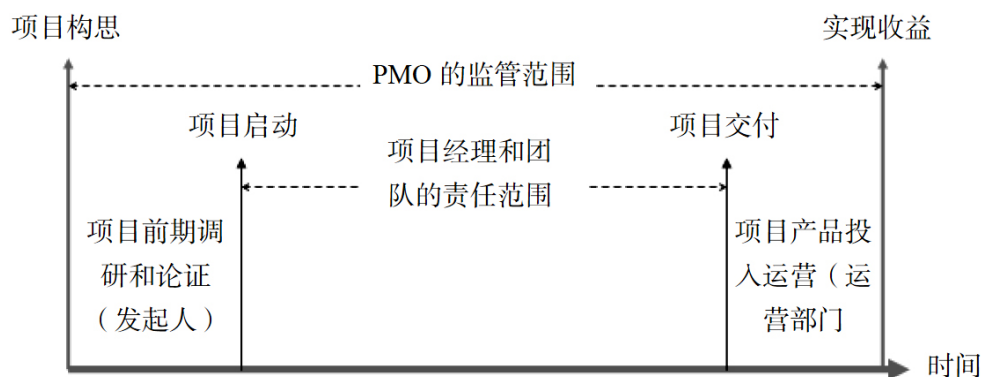 项目构思
实现收益
PMO 的监管范围
项目启动
项目交付
项目经理和团
队的责任范围
项目前期调
研和论证
（发起人）
项目产品投
入运营（运
营部门
时间